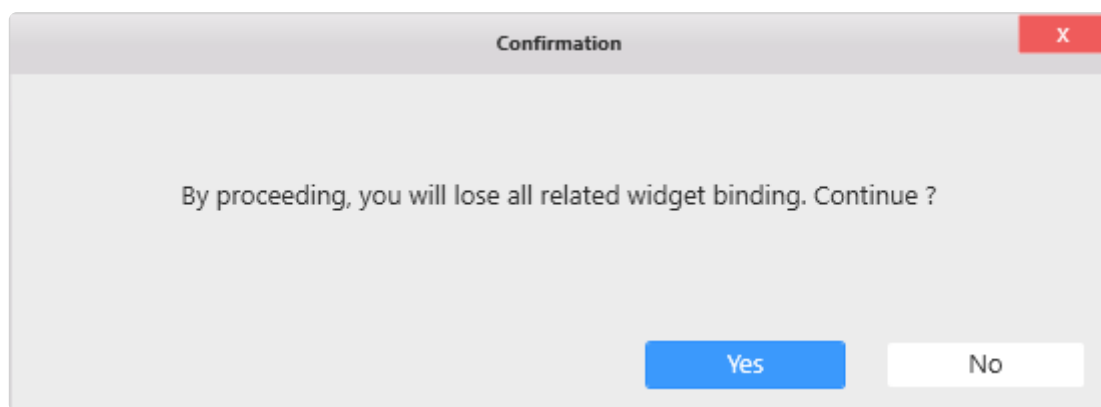 Confirmation
X
By proceeding, you will lose all related widget binding. Continue ?
Yes
No